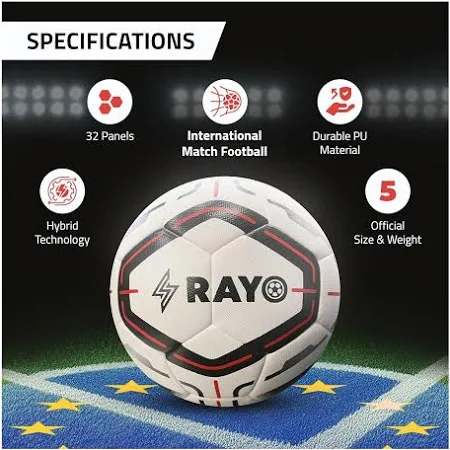 SPECIFICATIONS
32 Panels
International
Match Football
Durable PU
Material
Hybrid
Technology
5
Official
Size & Weight
RAYO